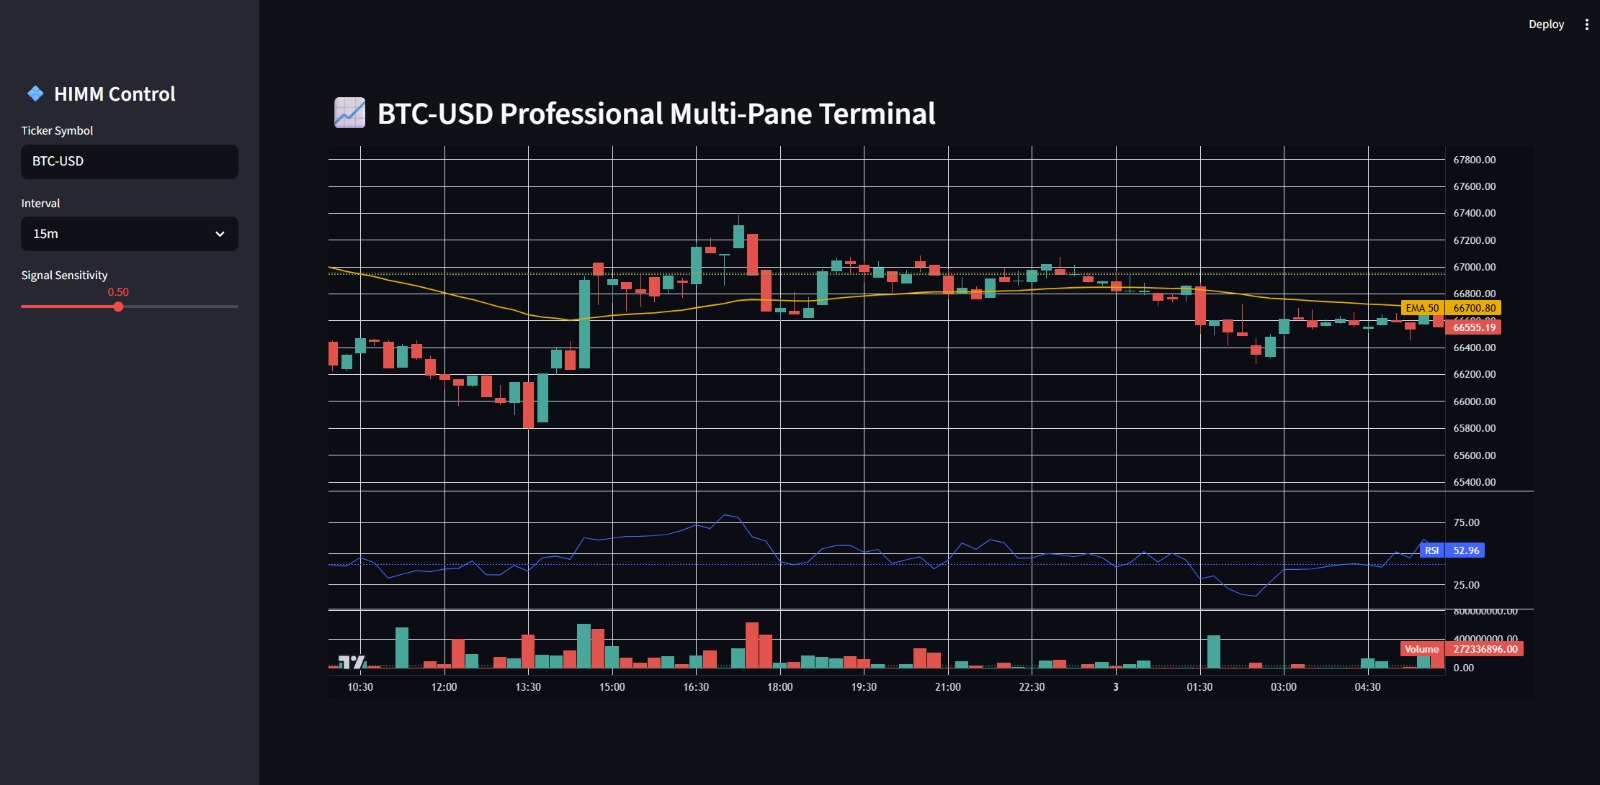 Deploy
HIMM Control
Ticker Symbol
BTC-USD
Interval
15m
Signal Sensitivity
0.50
BTC-USD Professional Multi-Pane Terminal
67800.00
67600.00
67400.00
67200.00
67000.00
66800.00
EMA 50 66700.80
66555.19
66400.00
66200.00
66000.00
65800.00
65600.00
65400.00
75.00
RSI 52.96
25.00
800000000.00
400000000.00
Volume 272336896.00
0.00
10:30 12:00 13:30 15:00 16:30 18:00 19:30 21:00 22:30 3 01:30 03:00 04:30